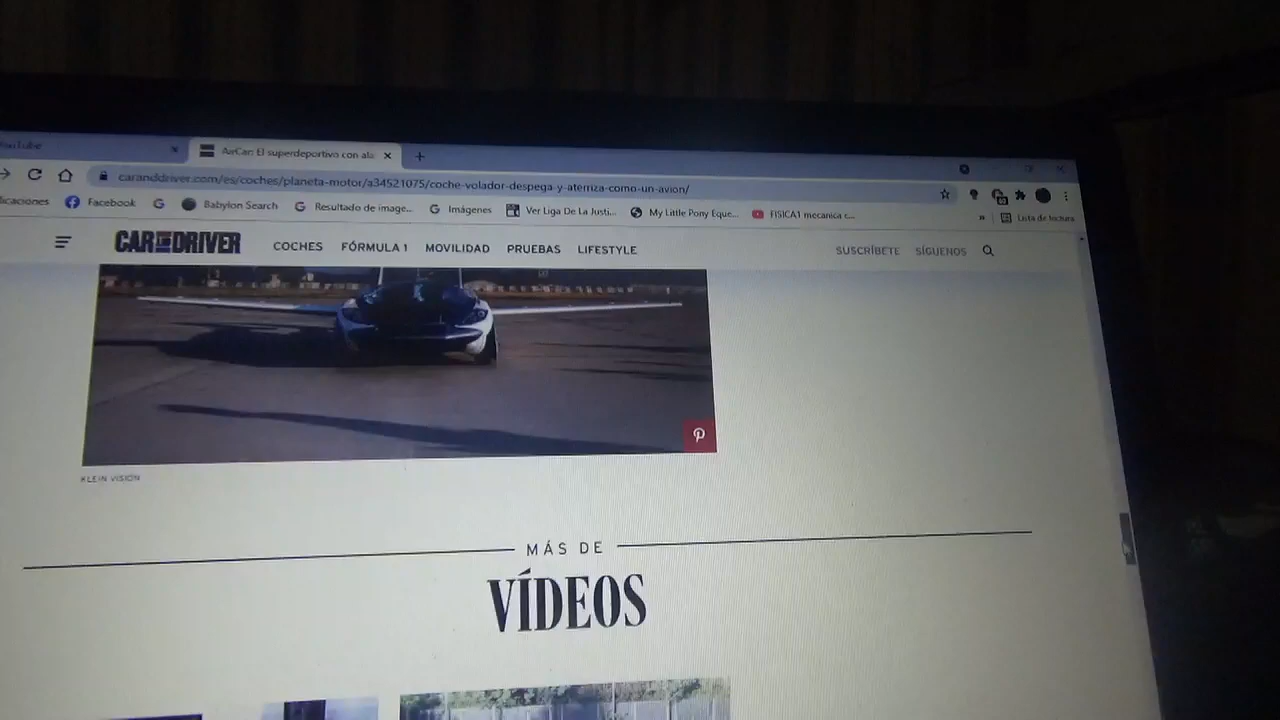 YouTube
AirCar: El superdeportivo con ala
caranddriver.com/es/coches/planeta-motor/a34521075/coche-volador-despega-y-aterriza-como-un-avion/
licaciones Facebook Babylon Search Resultado de image... Imágenes Ver Liga De La Justi... My Little Pony Eque... FISICA1 mecanica c... » Lista de lectura
CAR AND DRIVER COCHES FÓRMULA 1 MOVILIDAD PRUEBAS LIFESTYLE SUSCRÍBETE SÍGUENOS
KLEIN VISION
MÁS DE
VÍDEOS